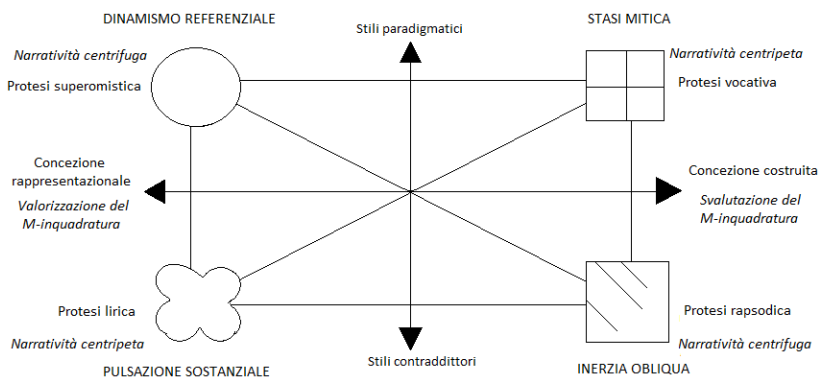 DINAMISMO REFERENZIALE
Stili paradigmatici
STASI MITICA
Narratività centrifuga
Protesi superomistica
Narratività centripeta
Protesi vocativa
Concezione
rappresentazionale
Valorizzazione del
M-inquadratura
Concezione costruita
Svalutazione del
M-inquadratura
Protesi lirica
Narratività centripeta
PULSAZIONE SOSTANZIALE
Stili contraddittori
Protesi rapsodica
Narratività centrifuga
INERZIA OBLIQUA